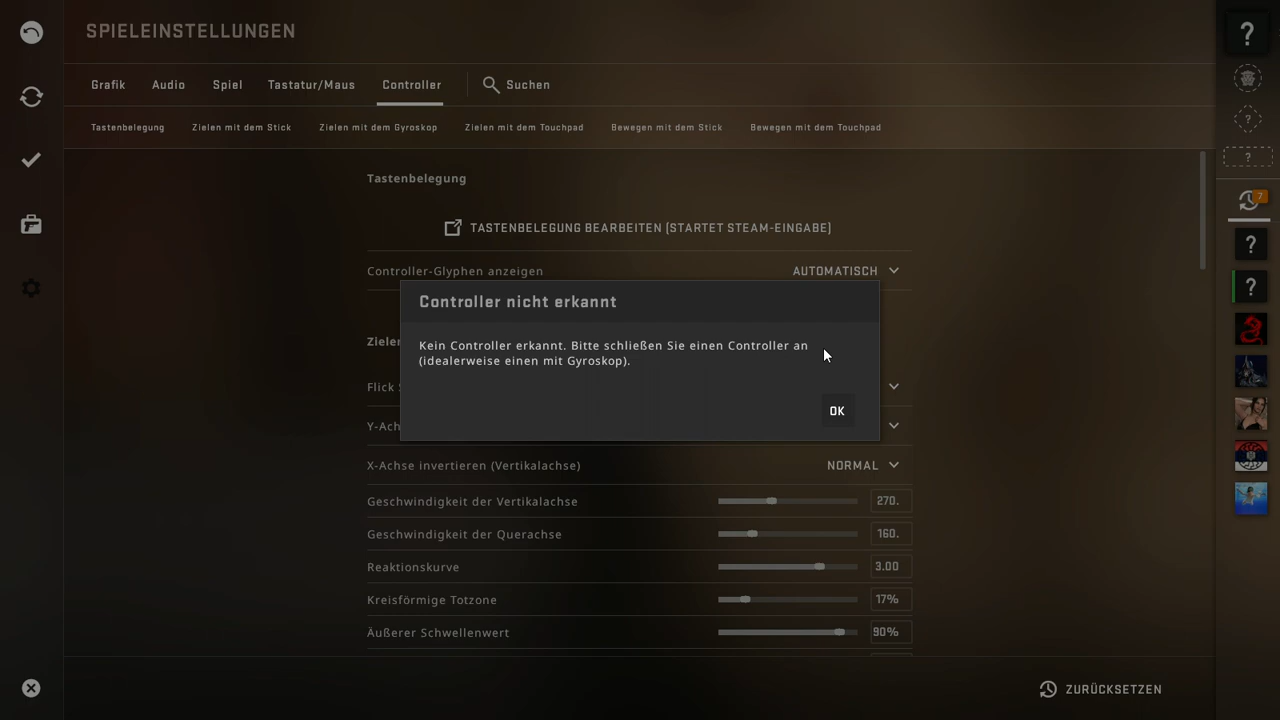 SPIELEINSTELLUNGEN
Grafik Audio Spiel Tastatur/Maus Controller Suchen
Tastenbelegung Zielen mit dem Stick Zielen mit dem Gyroskop Zielen mit dem Touchpad Bewegen mit dem Stick Bewegen mit dem Touchpad
Tastenbelegung
TASTENBELEGUNG BEARBEITEN (STARTET STEAM-EINGABE)
Controller-Glyphen anzeigen AUTOMATISCH
Controller nicht erkannt
Kein Controller erkannt. Bitte schließen Sie einen Controller an
(idealerweise einen mit Gyroskop).
OK
Zielen
Flick S
Y-Ach
X-Achse invertieren (Vertikalachse) NORMAL
Geschwindigkeit der Vertikalachse 270.
Geschwindigkeit der Querachse 160.
Reaktionskurve 3.00
Kreisförmige Totzone 17%
Äußerer Schwellenwert 90%
ZURÜCKSETZEN
?
?
?
7
?
?